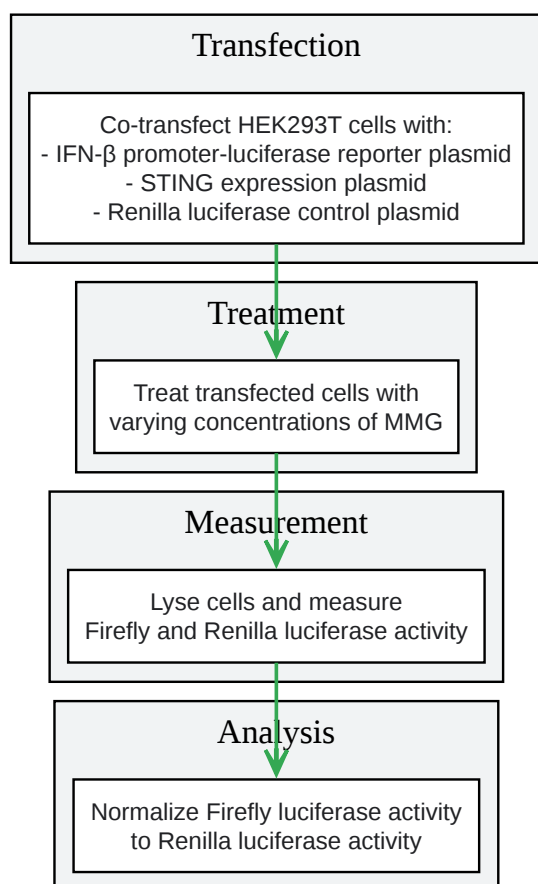 Transfection
Co-transfect HEK293T cells with:
- IFN-β promoter-luciferase reporter plasmid
- STING expression plasmid
- Renilla luciferase control plasmid
Treatment
Treat transfected cells with
varying concentrations of MMG
Measurement
Lyse cells and measure
Firefly and Renilla luciferase activity
Analysis
Normalize Firefly luciferase activity
to Renilla luciferase activity